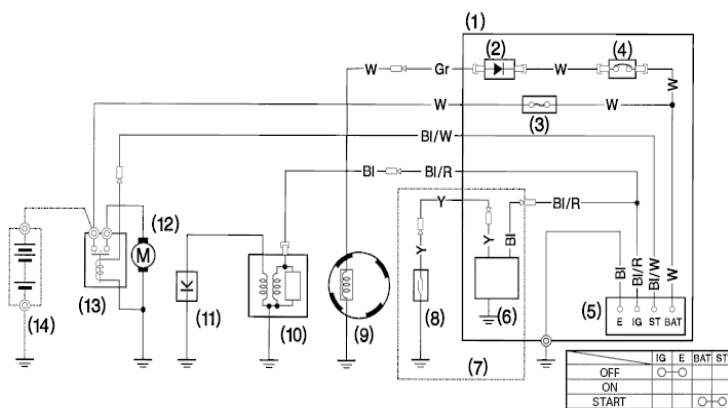 (1)
(2)
(4)
W
Gr
W
W
W
(3)
W
Bl/W
Bl
Bl/R
Y
Bl/R
(12)
M
Y
Y
Bl
Bl
Bl/R
Bl/W
W
(5)
E IG ST BAT
(13)
(14)
(11)
(10)
(9)
(8)
(6)
(7)
IG E BAT ST
OFF
ON
START